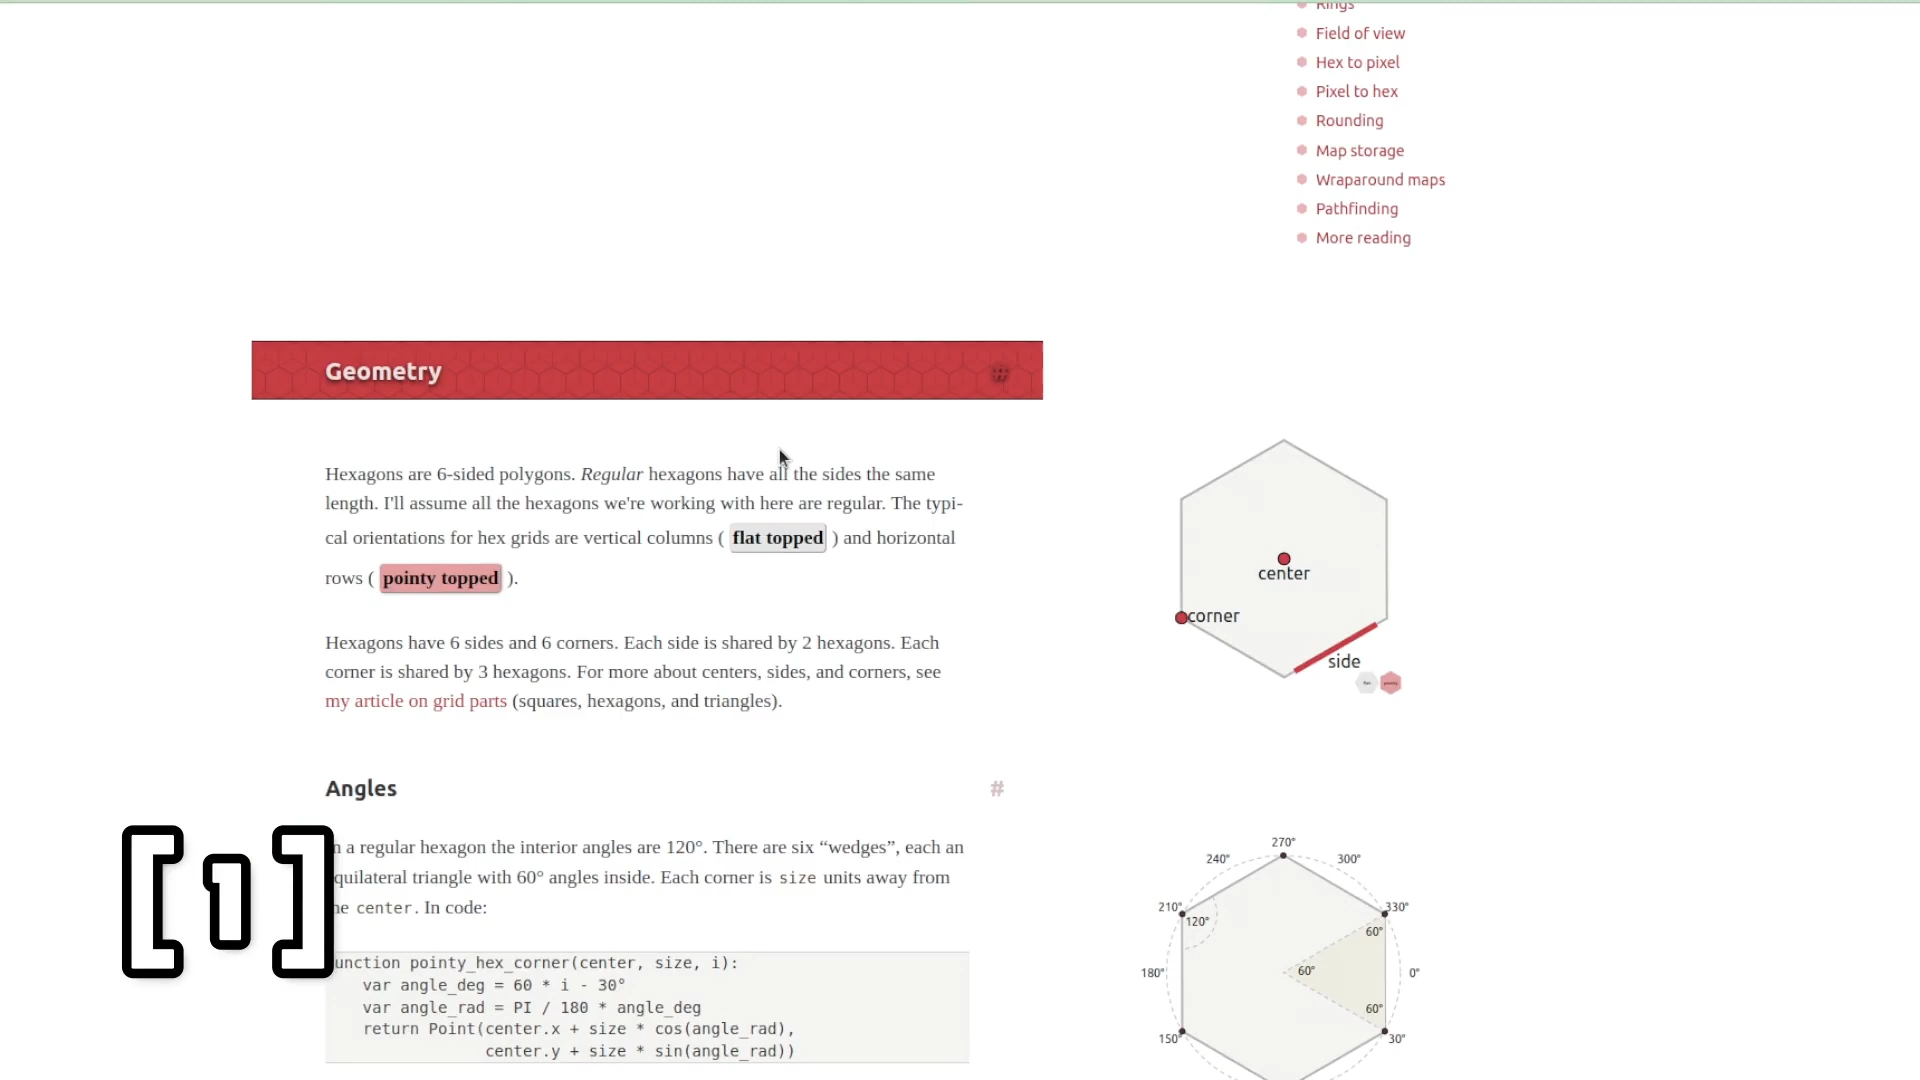 Rings
Field of view
Hex to pixel
Pixel to hex
Rounding
Map storage
Wraparound maps
Pathfinding
More reading
Geometry #
Hexagons are 6-sided polygons. Regular hexagons have all the sides the same
length. I'll assume all the hexagons we're working with here are regular. The typi-
cal orientations for hex grids are vertical columns ( flat topped ) and horizontal
rows ( pointy topped ).
center
corner
side
Hexagons have 6 sides and 6 corners. Each side is shared by 2 hexagons. Each
corner is shared by 3 hexagons. For more about centers, sides, and corners, see
my article on grid parts (squares, hexagons, and triangles).
Angles #
n a regular hexagon the interior angles are 120°. There are six “wedges”, each an
quilateral triangle with 60° angles inside. Each corner is size units away from
he center. In code:
[1]
unction pointy_hex_corner(center, size, i):
var angle_deg = 60 * i - 30°
var angle_rad = PI / 180 * angle_deg
return Point(center.x + size * cos(angle_rad),
center.y + size * sin(angle_rad))
270°
240° 300°
210° 330°
120° 60°
180° 60° 0°
60°
150° 30°